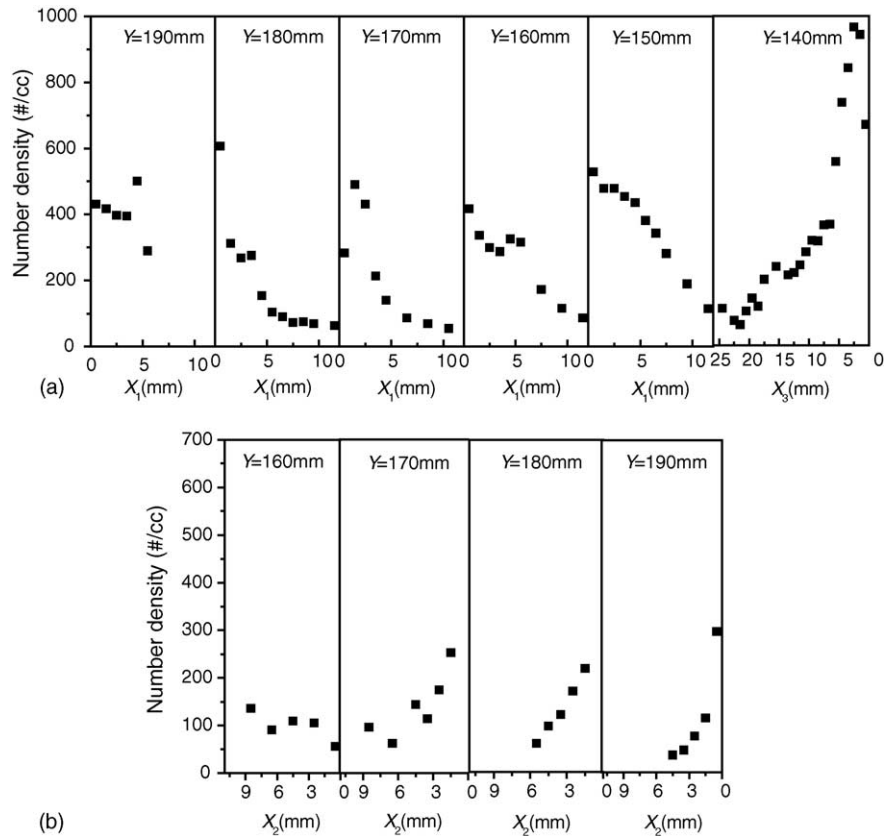 Y=190mm Y=180mm Y=170mm Y=160mm Y=150mm Y=140mm
Number density (#/cc)
1000
800
600
400
200
0
0 5 10 0 5 10 0 5 10 0 5 10 0 5 10 25 20 15 10 5 0
(a) X1(mm) X1(mm) X1(mm) X1(mm) X1(mm) X3(mm)
Y=160mm Y=170mm Y=180mm Y=190mm
Number density (#/cc)
700
600
500
400
300
200
100
0
9 6 3 0 9 6 3 0 9 6 3 0 9 6 3 0
(b) X2(mm) X2(mm) X2(mm) X2(mm)